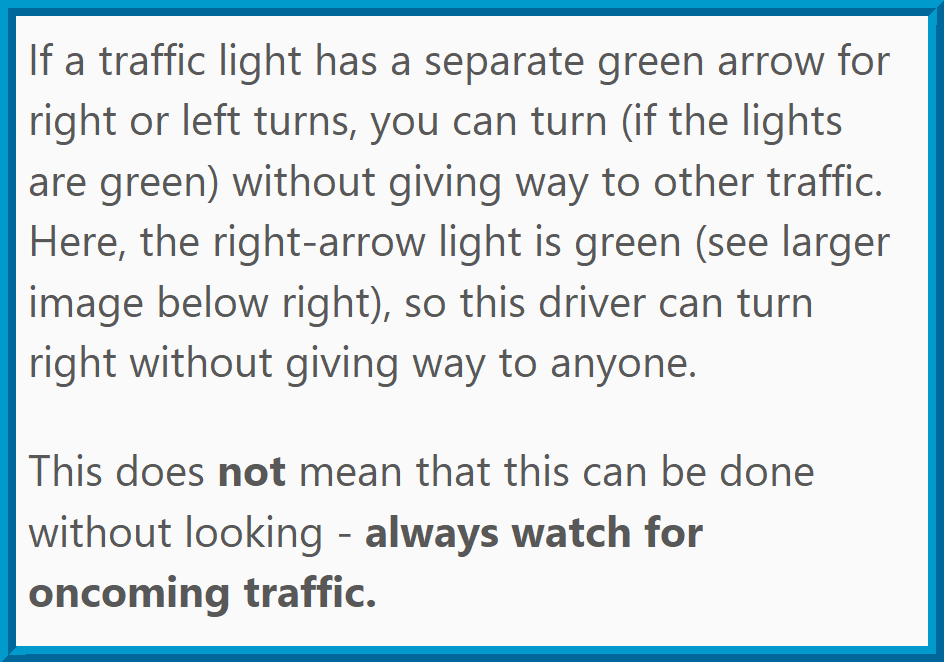 If a traffic light has a separate green arrow for
right or left turns, you can turn (if the lights
are green) without giving way to other traffic.
Here, the right-arrow light is green (see larger
image below right), so this driver can turn
right without giving way to anyone.
This does not mean that this can be done
without looking - always watch for
oncoming traffic.